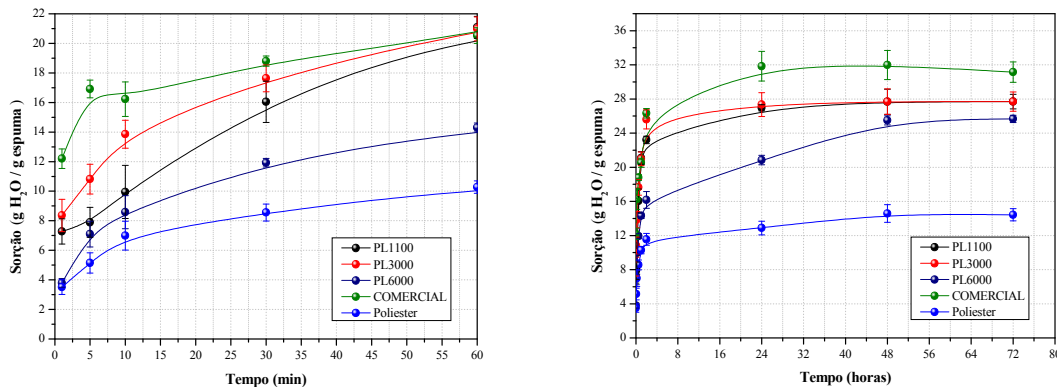 22
20
18
16
14
12
10
8
6
4
2
0
Sorção (g H2O / g espuma)
PL1100
PL3000
PL6000
COMERCIAL
Poliester
0 5 10 15 20 25 30 35 40 45 50 55 60
Tempo (min)
36
32
28
24
20
16
12
8
4
0
Sorção (g H2O / g espuma)
PL1100
PL3000
PL6000
COMERCIAL
Poliester
0 8 16 24 32 40 48 56 64 72 80
Tempo (horas)